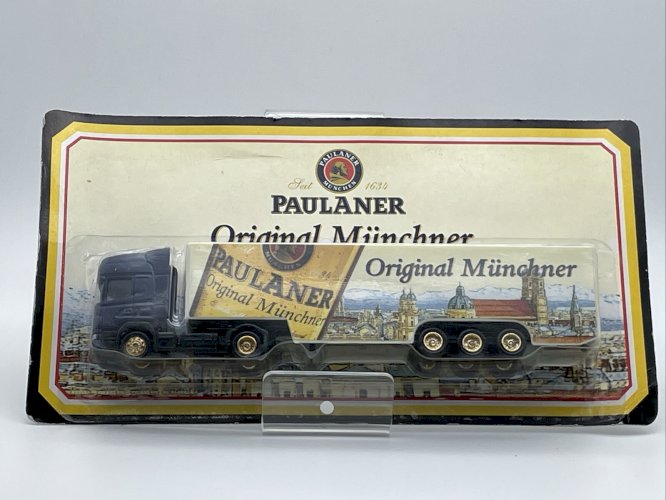 PAULANER
MÜNCHEN
Seit 1634
PAULANER
Original Münchner
PAULANER
Original Münchner
Original Münchner